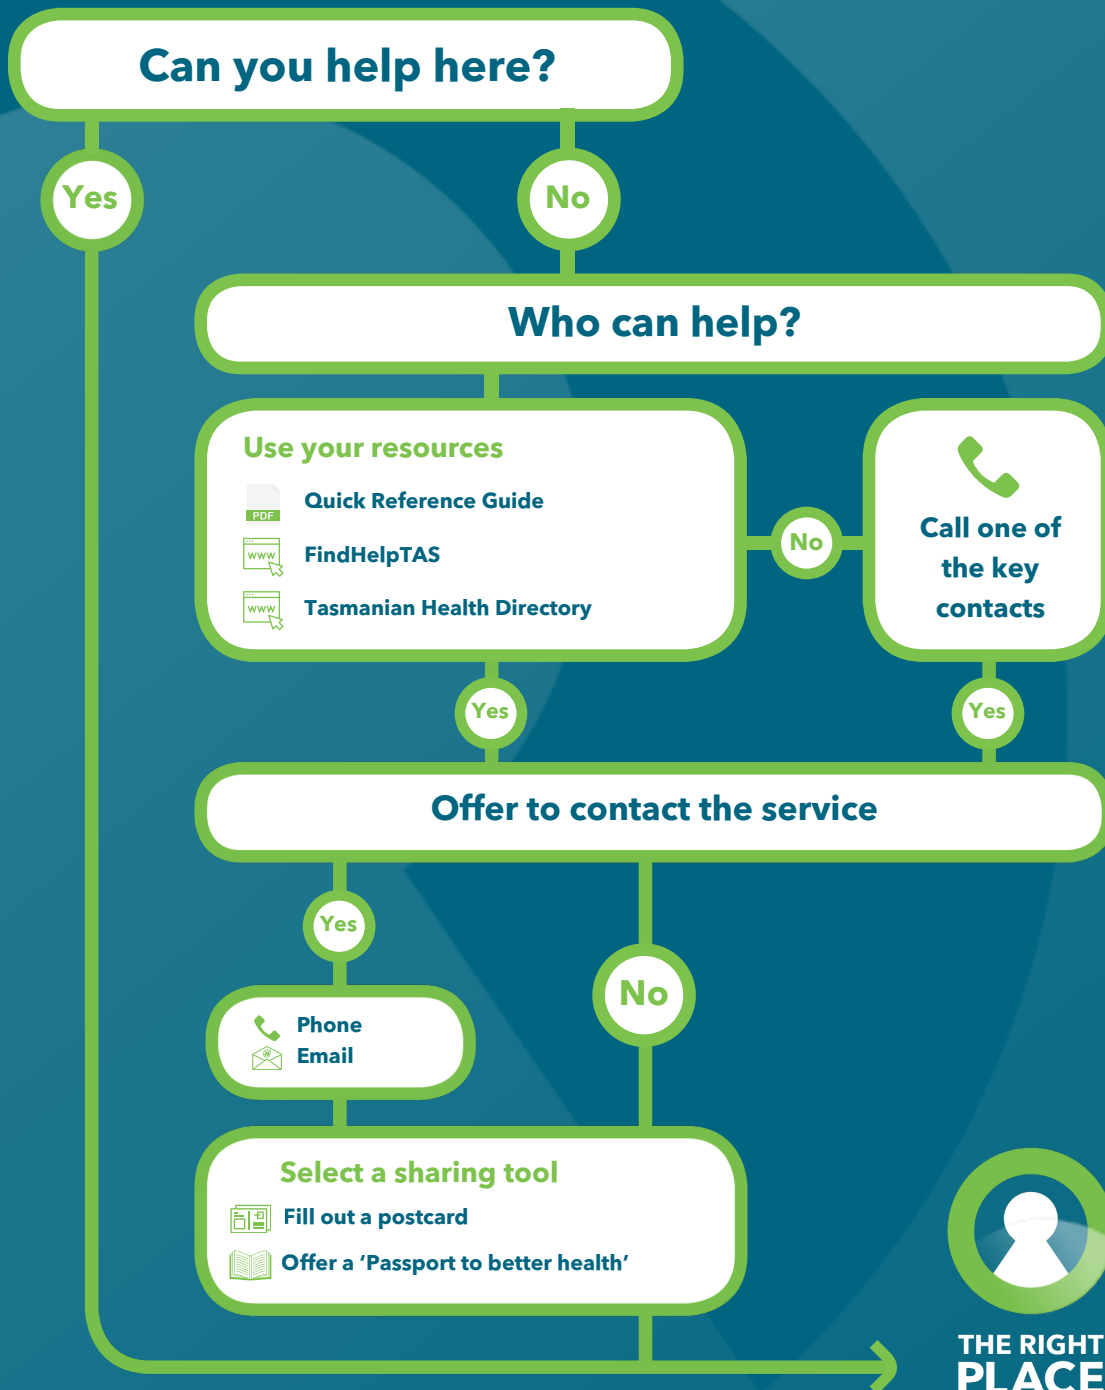 Can you help here?
Yes
No
Who can help?
Use your resources
PDF
Quick Reference Guide
www
FindHelpTAS
www
Tasmanian Health Directory
No
Call one of
the key
contacts
Yes
Yes
Offer to contact the service
Yes
No
Phone
@
Email
Select a sharing tool
Fill out a postcard
Offer a ‘Passport to better health’
THE RIGHT
PLACE